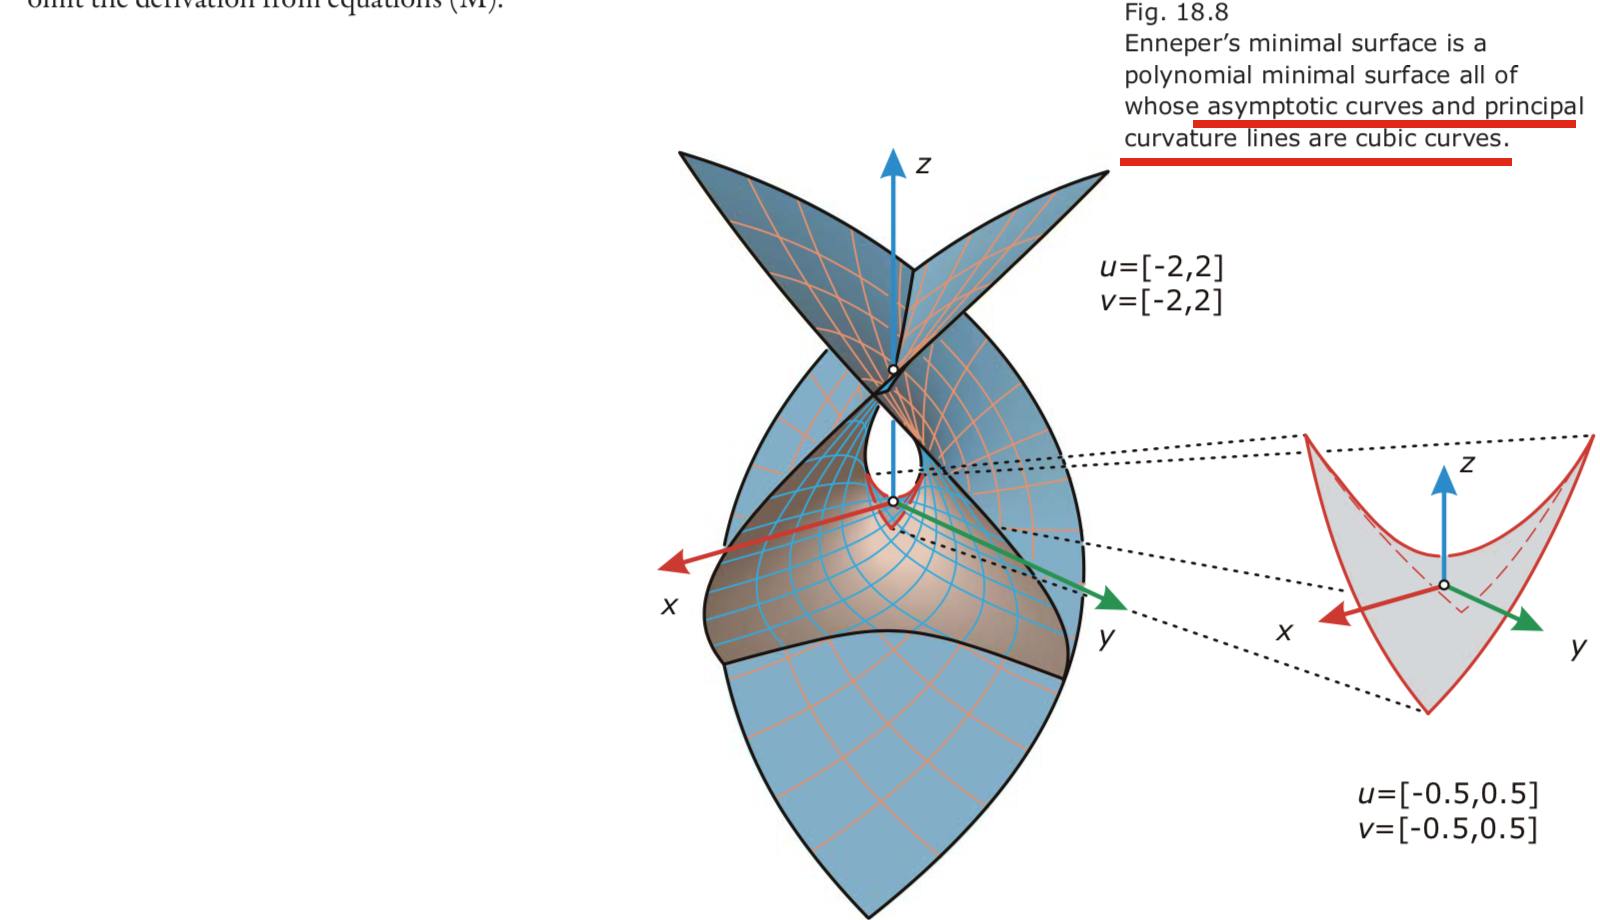 omit the derivation from equations (M).
Fig. 18.8
Enneper’s minimal surface is a
polynomial minimal surface all of
whose asymptotic curves and principal
curvature lines are cubic curves.
z
u=[-2,2]
v=[-2,2]
z
x
y
x
y
u=[-0.5,0.5]
v=[-0.5,0.5]